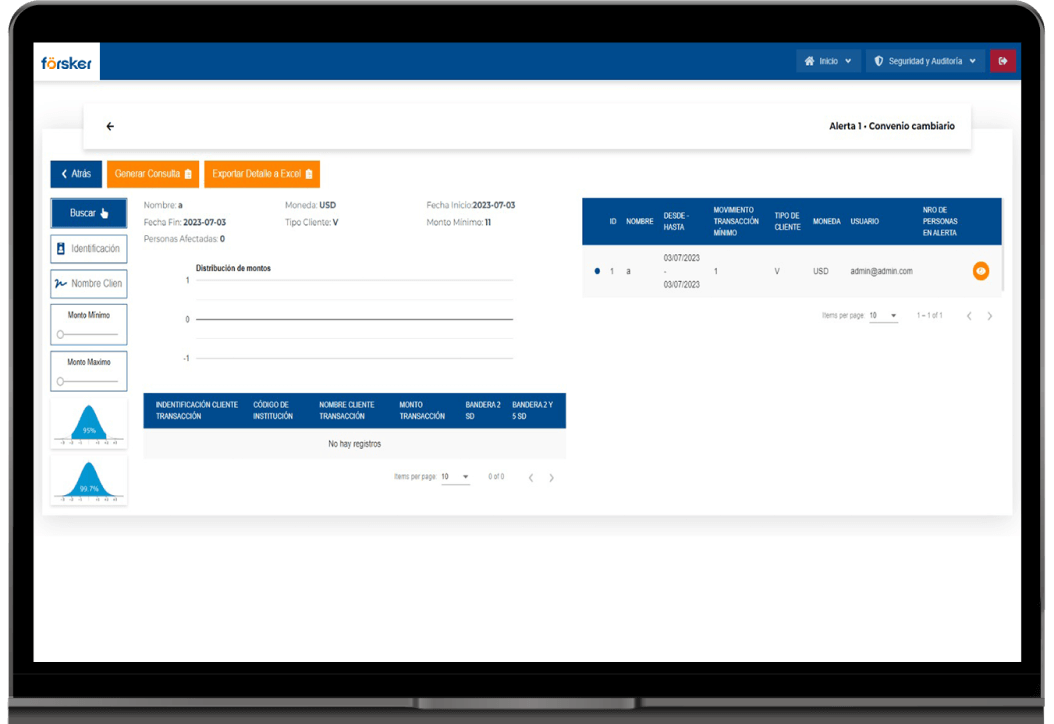 försker
Inicio
Seguridad y Auditoría
Alerta 1 · Convenio cambiario
Atrás
Generar Consulta
Exportar Detalle a Excel
Buscar
Identificación
Nombre Clien
Monto Mínimo
Monto Maximo
95%
99.7%
Nombre: a
Moneda: USD
Fecha Inicio:2023-07-03
Fecha Fin: 2023-07-03
Tipo Cliente: V
Monto Mínimo: 11
Personas Afectadas: 0
Distribución de montos
1
0
-1
INDENTIFICACIÓN CLIENTE
TRANSACCIÓN
CÓDIGO DE
INSTITUCIÓN
NOMBRE CLIENTE
TRANSACCIÓN
MONTO
TRANSACCIÓN
BANDERA 2
SD
BANDERA 2 Y
5 SD
No hay registros
Items per page: 10
0 of 0
ID
NOMBRE
DESDE -
HASTA
MOVIMIENTO
TRANSACCIÓN
MÍNIMO
TIPO DE
CLIENTE
MONEDA
USUARIO
NRO DE
PERSONAS
EN ALERTA
1
a
03/07/2023
-
03/07/2023
1
V
USD
admin@admin.com
Items per page: 10
1 – 1 of 1